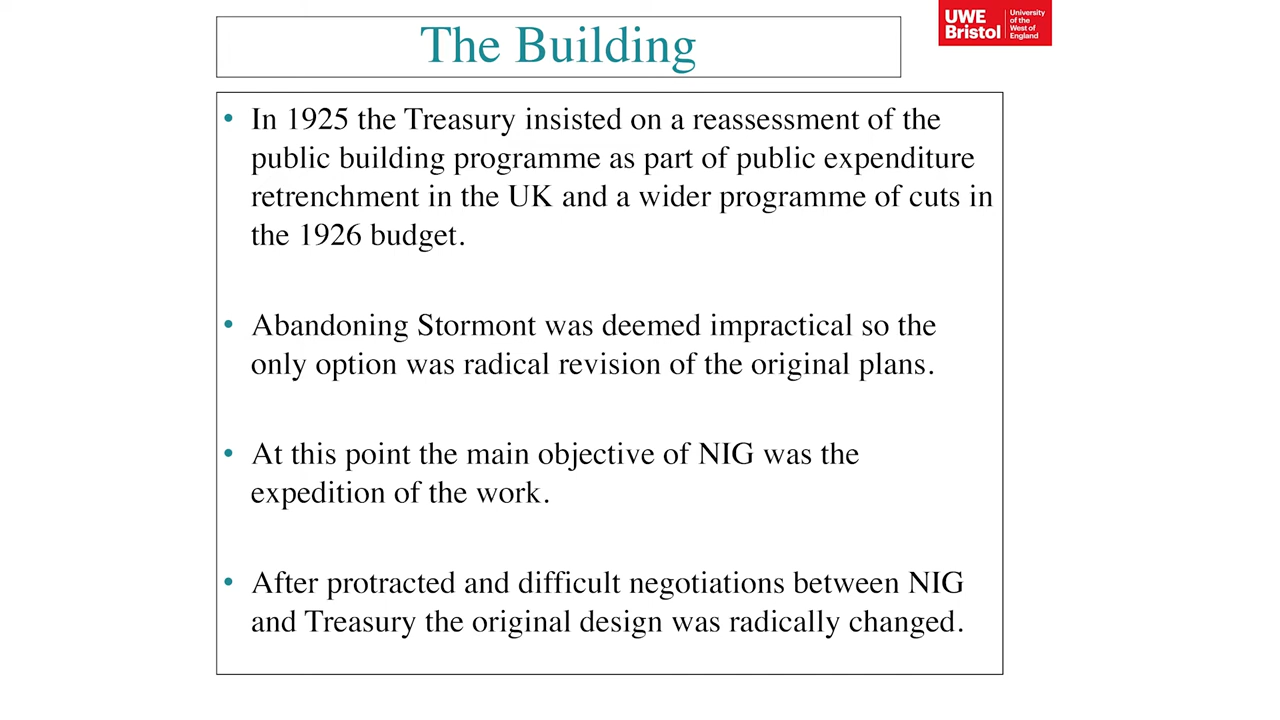 The Building
UWE
Bristol
University
of the
West of
England
• In 1925 the Treasury insisted on a reassessment of the
public building programme as part of public expenditure
retrenchment in the UK and a wider programme of cuts in
the 1926 budget.
• Abandoning Stormont was deemed impractical so the
only option was radical revision of the original plans.
• At this point the main objective of NIG was the
expedition of the work.
• After protracted and difficult negotiations between NIG
and Treasury the original design was radically changed.